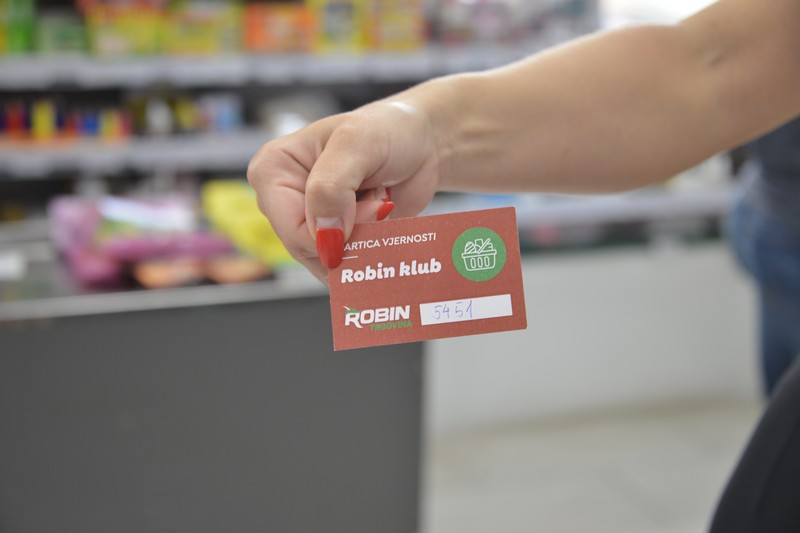 ARTICA VJERNOSTI
Robin klub
ROBIN
TRGOVINA
5451